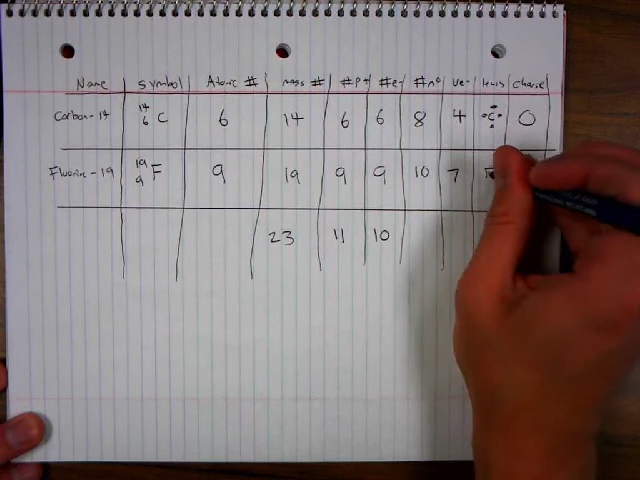 Name Symbol Atomic # mass # #p+ #e- #n° ve- lewis charge
Carbon-14 14 6 C 6 14 6 6 8 4 C 0
Fluorine-19 19 9 F 9 19 9 9 10 7
23 11 10